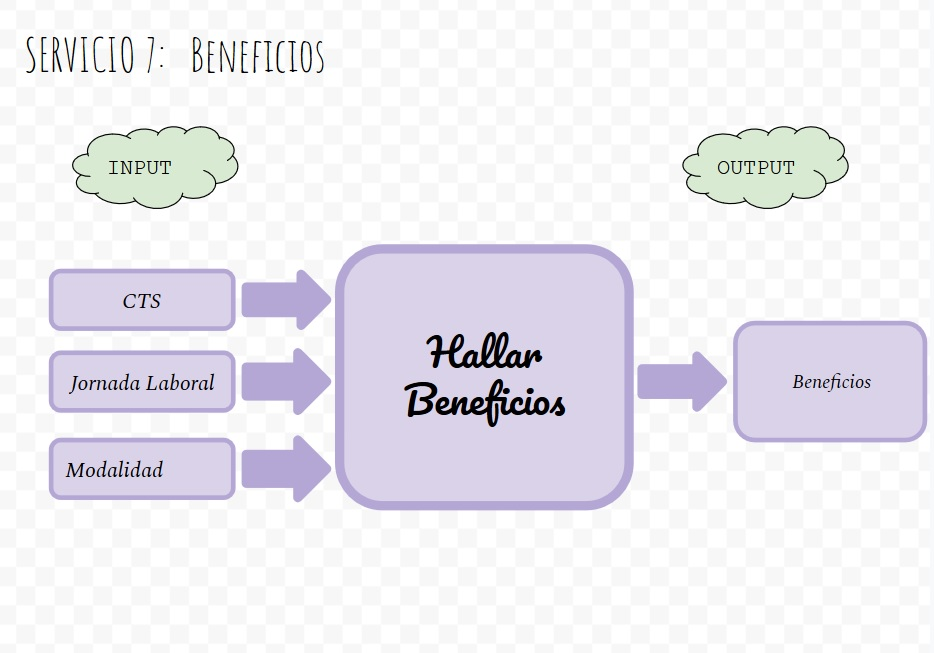 SERVICIO 7: BENEFICIOS
INPUT
OUTPUT
CTS
Jornada Laboral
Modalidad
Hallar
Beneficios
Beneficios